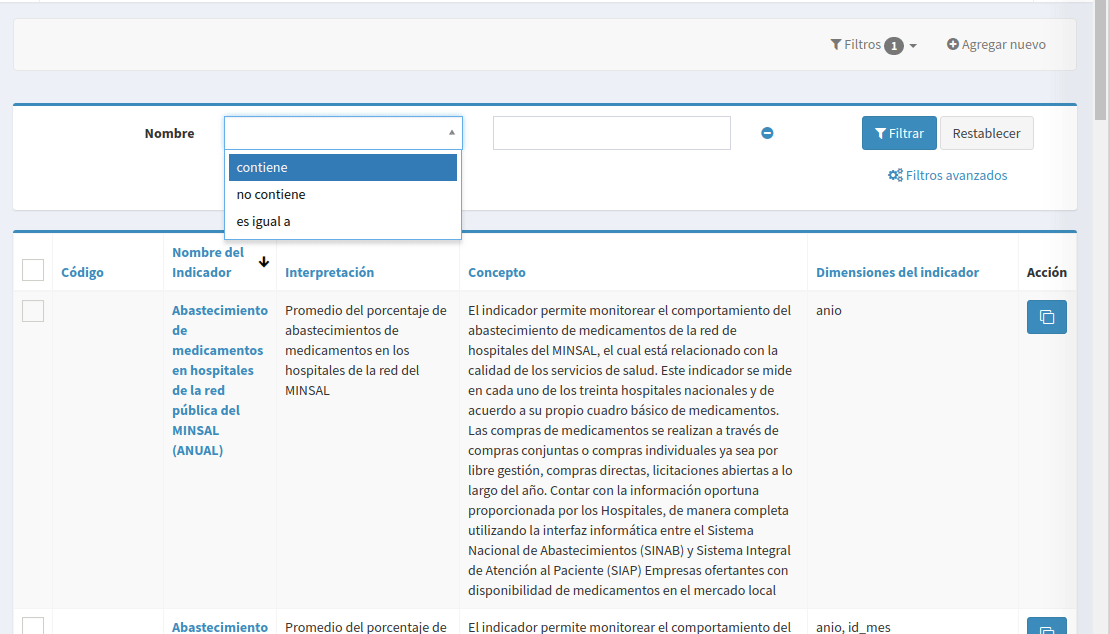 Filtros 1
Agregar nuevo
Nombre
Filtrar
Restablecer
contiene
no contiene
es igual a
Filtros avanzados
Código
Nombre del
Indicador
Interpretación
Concepto
Dimensiones del indicador
Acción
Abastecimiento
de
medicamentos
en hospitales
de la red
pública del
MINSAL
(ANUAL)
Promedio del porcentaje de
abastecimientos de
medicamentos en los
hospitales de la red del
MINSAL
El indicador permite monitorear el comportamiento del
abastecimiento de medicamentos de la red de
hospitales del MINSAL, el cual está relacionado con la
calidad de los servicios de salud. Este indicador se mide
en cada uno de los treinta hospitales nacionales y de
acuerdo a su propio cuadro básico de medicamentos.
Las compras de medicamentos se realizan a través de
compras conjuntas o compras individuales ya sea por
libre gestión, compras directas, licitaciones abiertas a lo
largo del año. Contar con la información oportuna
proporcionada por los Hospitales, de manera completa
utilizando la interfaz informática entre el Sistema
Nacional de Abastecimientos (SINAB) y Sistema Integral
de Atención al Paciente (SIAP) Empresas ofertantes con
disponibilidad de medicamentos en el mercado local
anio
Abastecimiento
Promedio del porcentaje de
El indicador permite monitorear el comportamiento del
anio, id_mes